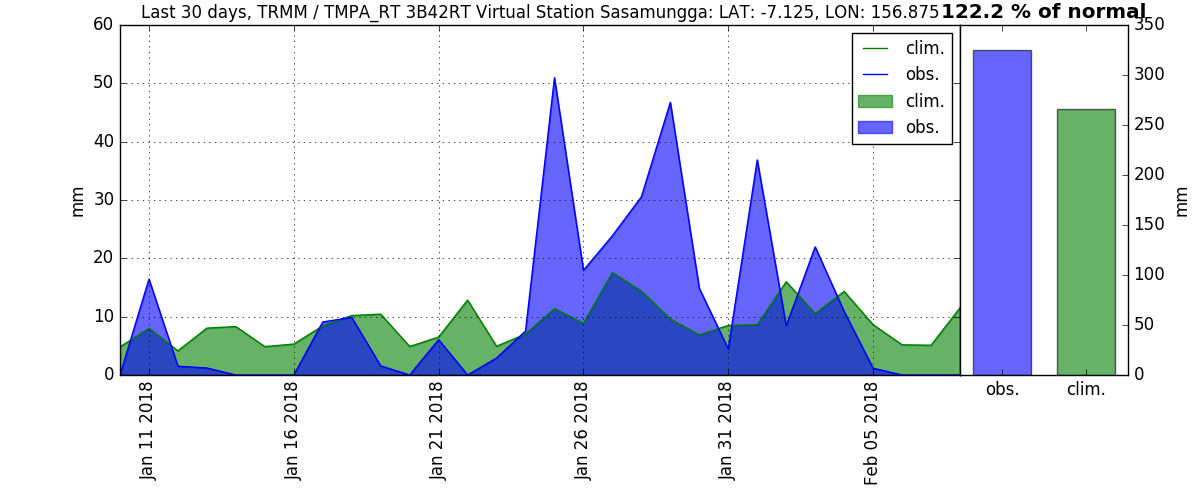 Last 30 days, TRMM / TMPA_RT 3B42RT Virtual Station Sasamungga: LAT: -7.125, LON: 156.875
122.2 % of normal
60
50
40
30
20
10
0
mm
clim.
obs.
clim.
obs.
Jan 11 2018
Jan 16 2018
Jan 21 2018
Jan 26 2018
Jan 31 2018
Feb 05 2018
350
300
250
200
150
100
50
0
mm
obs.
clim.